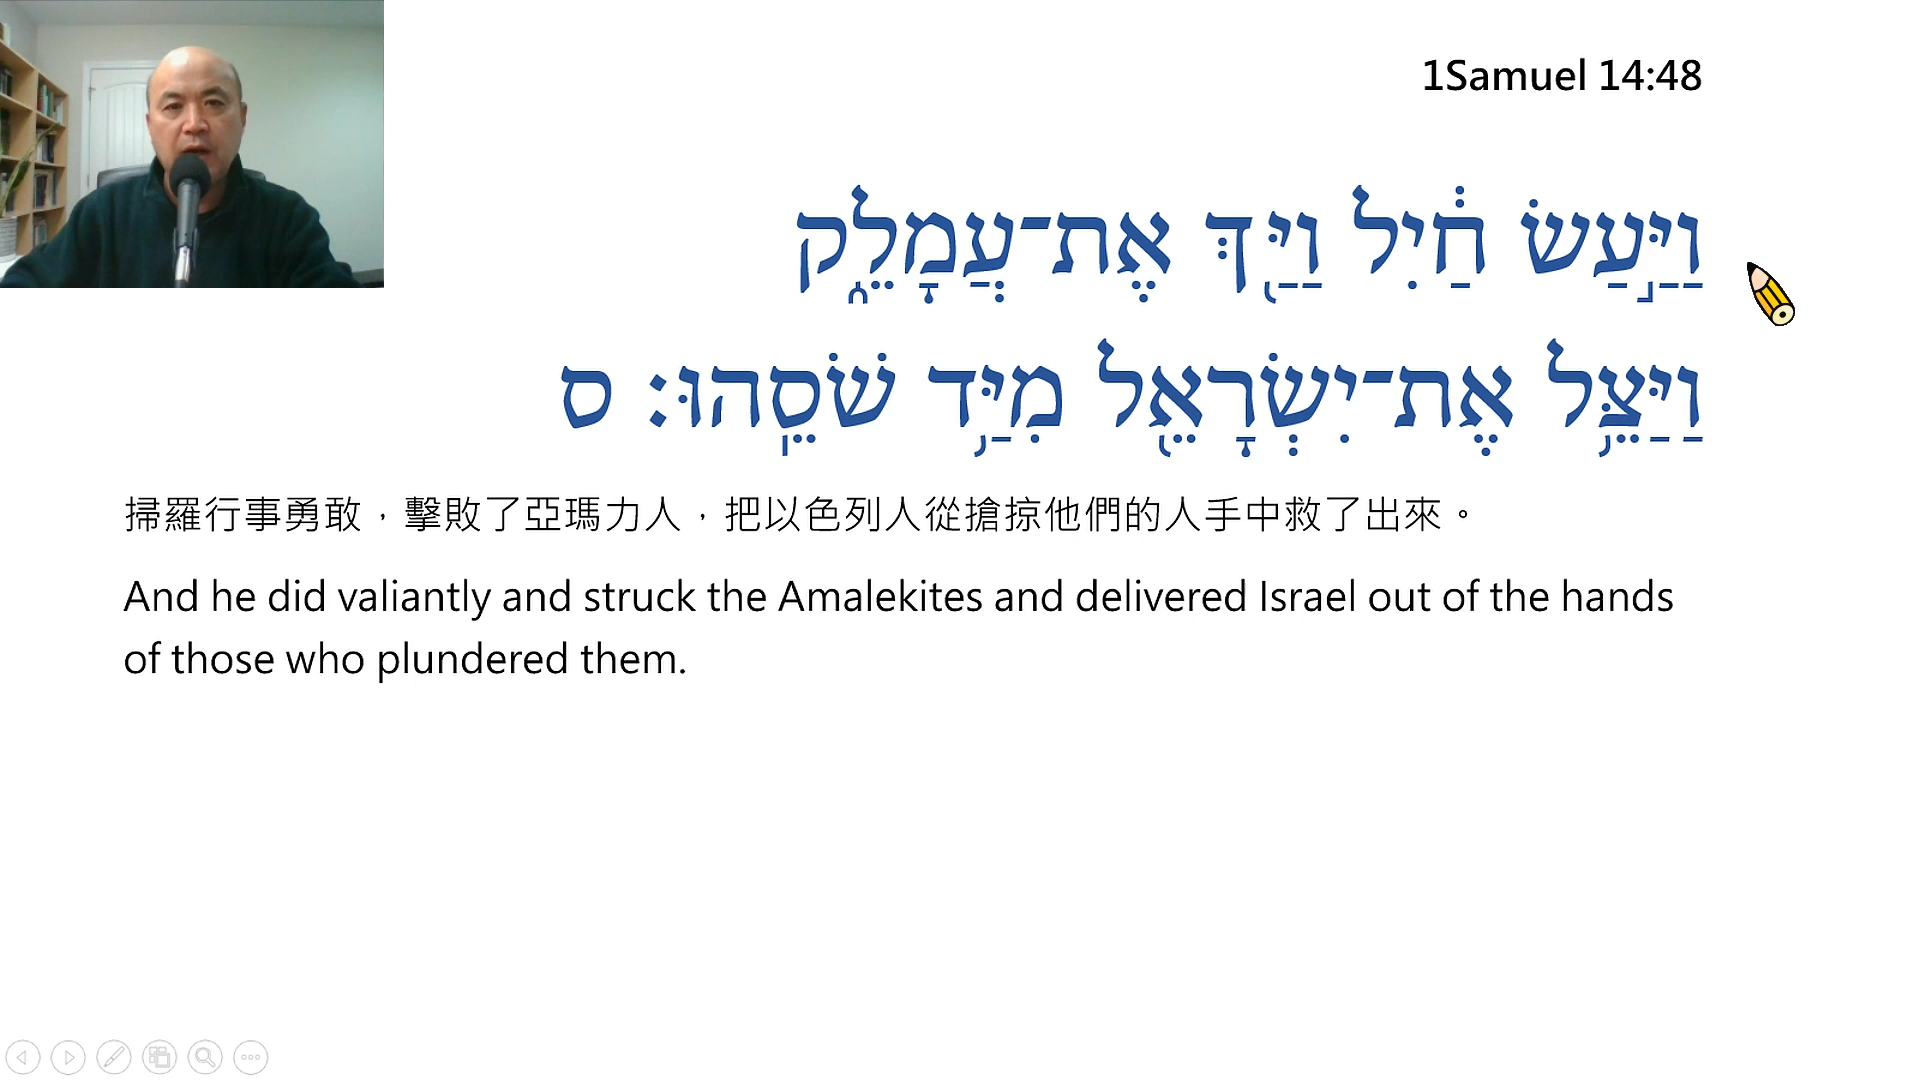 1Samuel 14:48
וַיַּ֣עַשׂ חַ֔יִל וַיַּ֖ךְ אֶת־עֲמָלֵ֑ק
וַיַּצֵּ֥ל אֶת־יִשְׂרָאֵ֖ל מִיַּ֥ד שֹׁסֵֽהוּ׃ ס
掃羅行事勇敢，擊敗了亞瑪力人，把以色列人從搶掠他們的人手中救了出來。
And he did valiantly and struck the Amalekites and delivered Israel out of the hands
of those who plundered them.